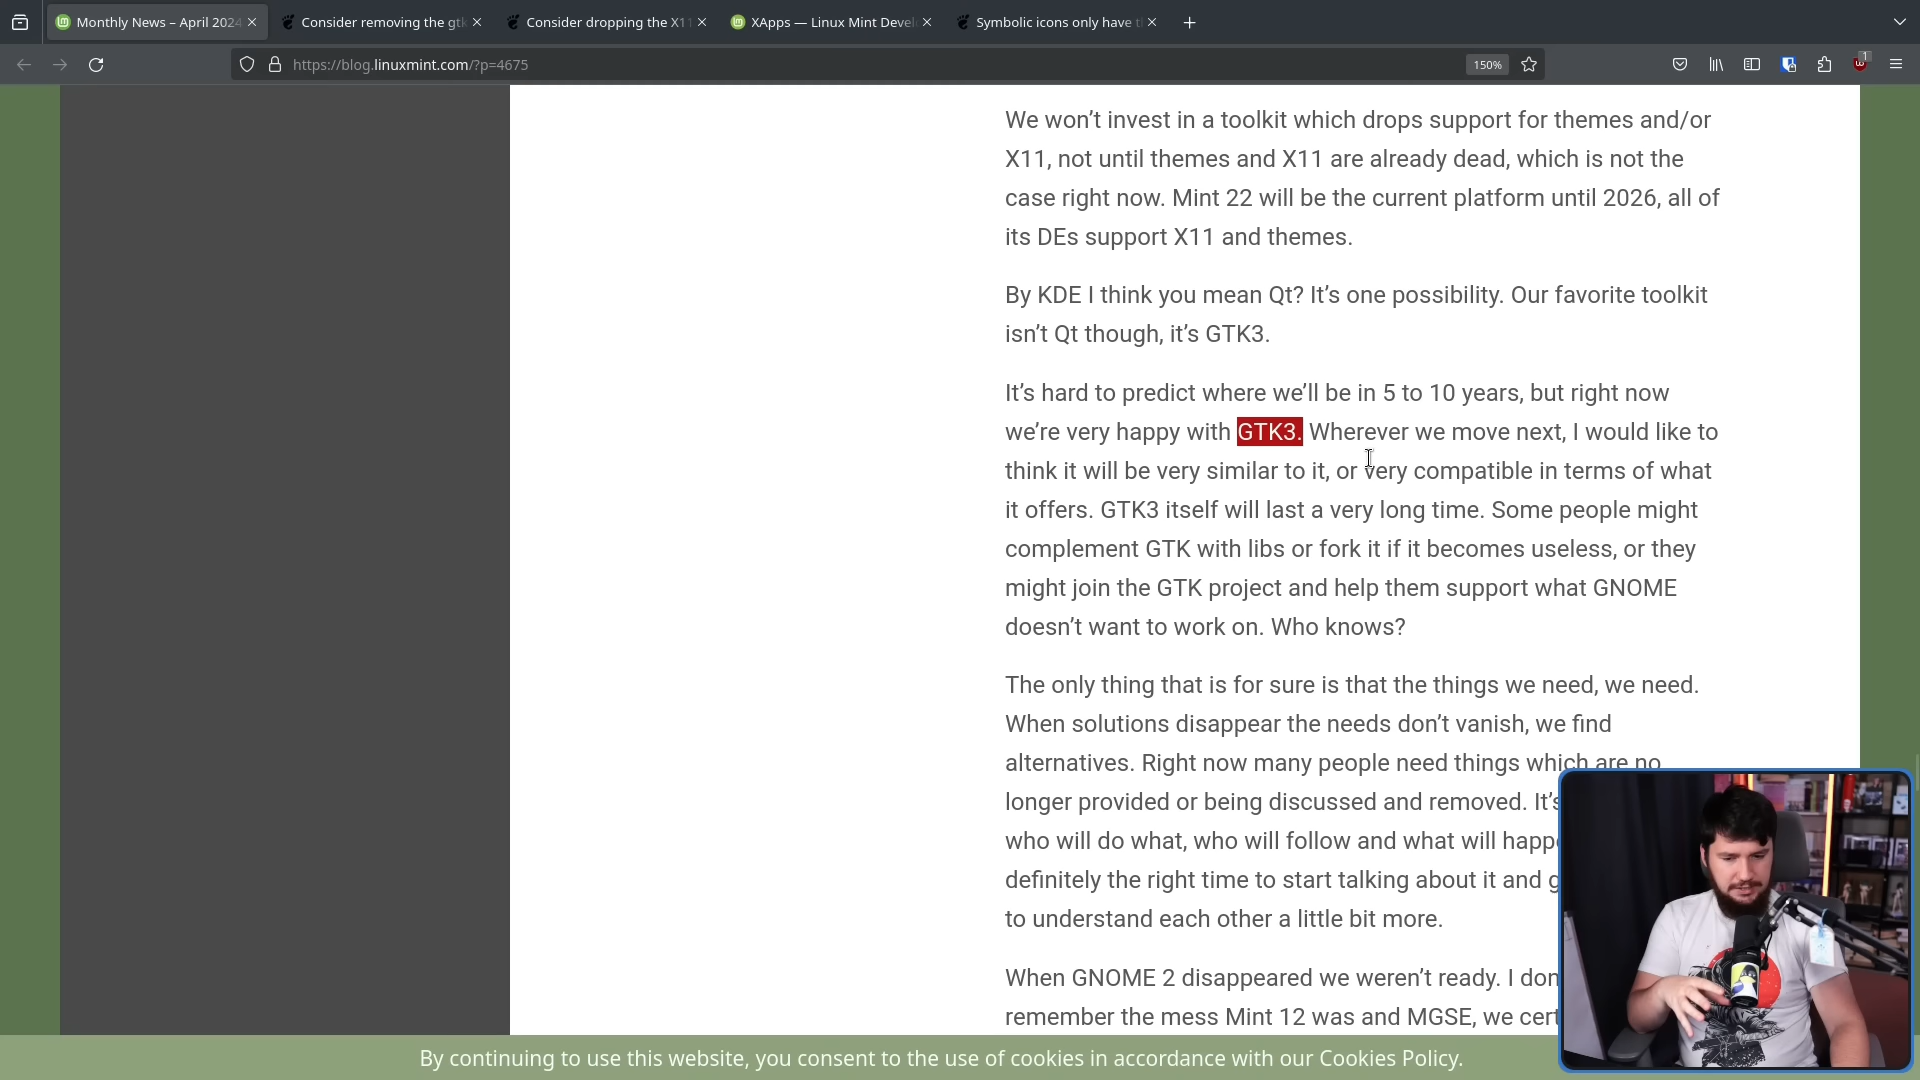 Monthly News – April 2024
Consider removing the gtk
Consider dropping the X11
XApps — Linux Mint Devel
Symbolic icons only have t
https://blog.linuxmint.com/?p=4675
150%
1
We won’t invest in a toolkit which drops support for themes and/or
X11, not until themes and X11 are already dead, which is not the
case right now. Mint 22 will be the current platform until 2026, all of
its DEs support X11 and themes.
By KDE I think you mean Qt? It’s one possibility. Our favorite toolkit
isn’t Qt though, it’s GTK3.
It’s hard to predict where we’ll be in 5 to 10 years, but right now
we’re very happy with GTK3. Wherever we move next, I would like to
think it will be very similar to it, or very compatible in terms of what
it offers. GTK3 itself will last a very long time. Some people might
complement GTK with libs or fork it if it becomes useless, or they
might join the GTK project and help them support what GNOME
doesn’t want to work on. Who knows?
The only thing that is for sure is that the things we need, we need.
When solutions disappear the needs don’t vanish, we find
alternatives. Right now many people need things which are no
longer provided or being discussed and removed. It’s
who will do what, who will follow and what will happe
definitely the right time to start talking about it and g
to understand each other a little bit more.
When GNOME 2 disappeared we weren’t ready. I don
remember the mess Mint 12 was and MGSE, we cert
By continuing to use this website, you consent to the use of cookies in accordance with our Cookies Policy.